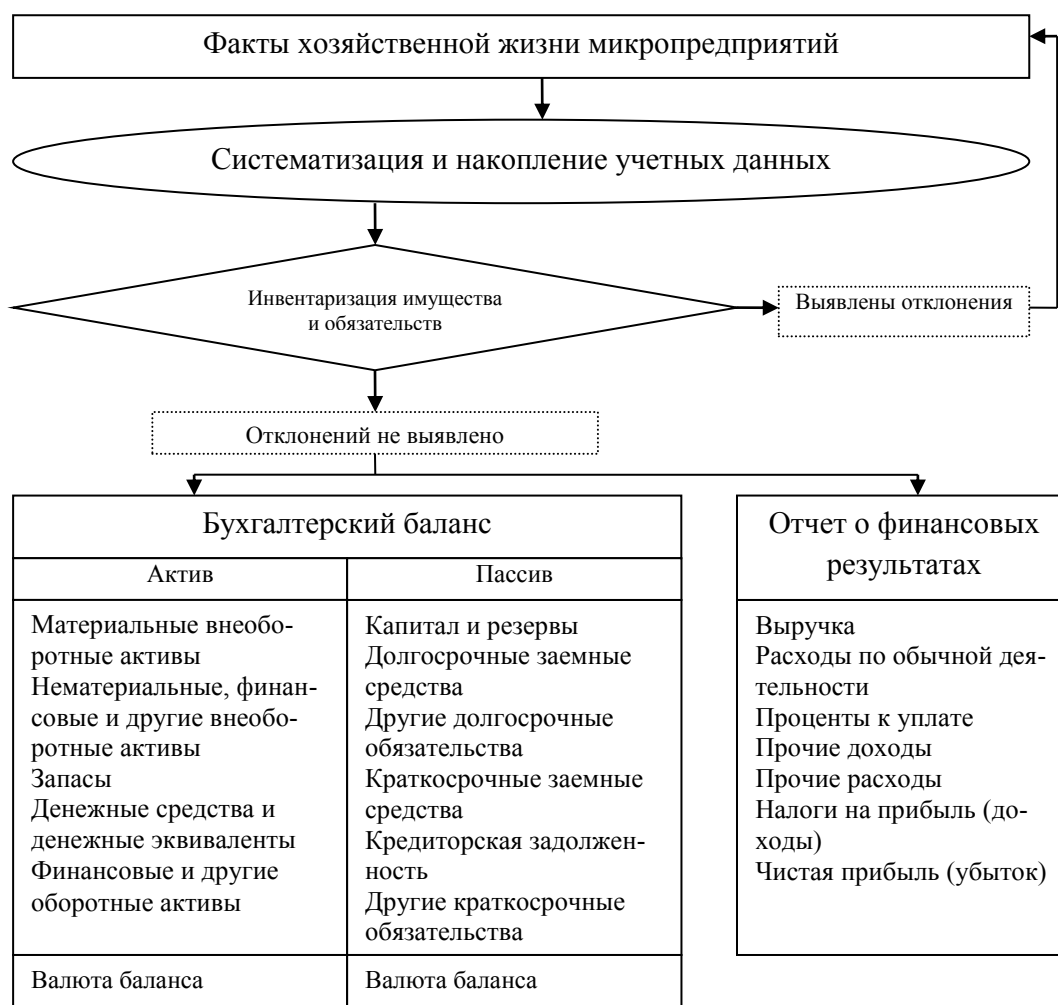 Факты хозяйственной жизни микропредприятий
Систематизация и накопление учетных данных
Инвентаризация имущества
и обязательств
Выявлены отклонения
Отклонений не выявлено
Бухгалтерский баланс
Актив
Пассив
Материальные внеобо-
ротные активы
Нематериальные, финан-
совые и другие внеобо-
ротные активы
Запасы
Денежные средства и
денежные эквиваленты
Финансовые и другие
оборотные активы
Капитал и резервы
Долгосрочные заемные
средства
Другие долгосрочные
обязательства
Краткосрочные заемные
средства
Кредиторская задолжен-
ность
Другие краткосрочные
обязательства
Валюта баланса
Валюта баланса
Отчет о финансовых
результатах
Выручка
Расходы по обычной дея-
тельности
Проценты к уплате
Прочие доходы
Прочие расходы
Налоги на прибыль (до-
ходы)
Чистая прибыль (убыток)